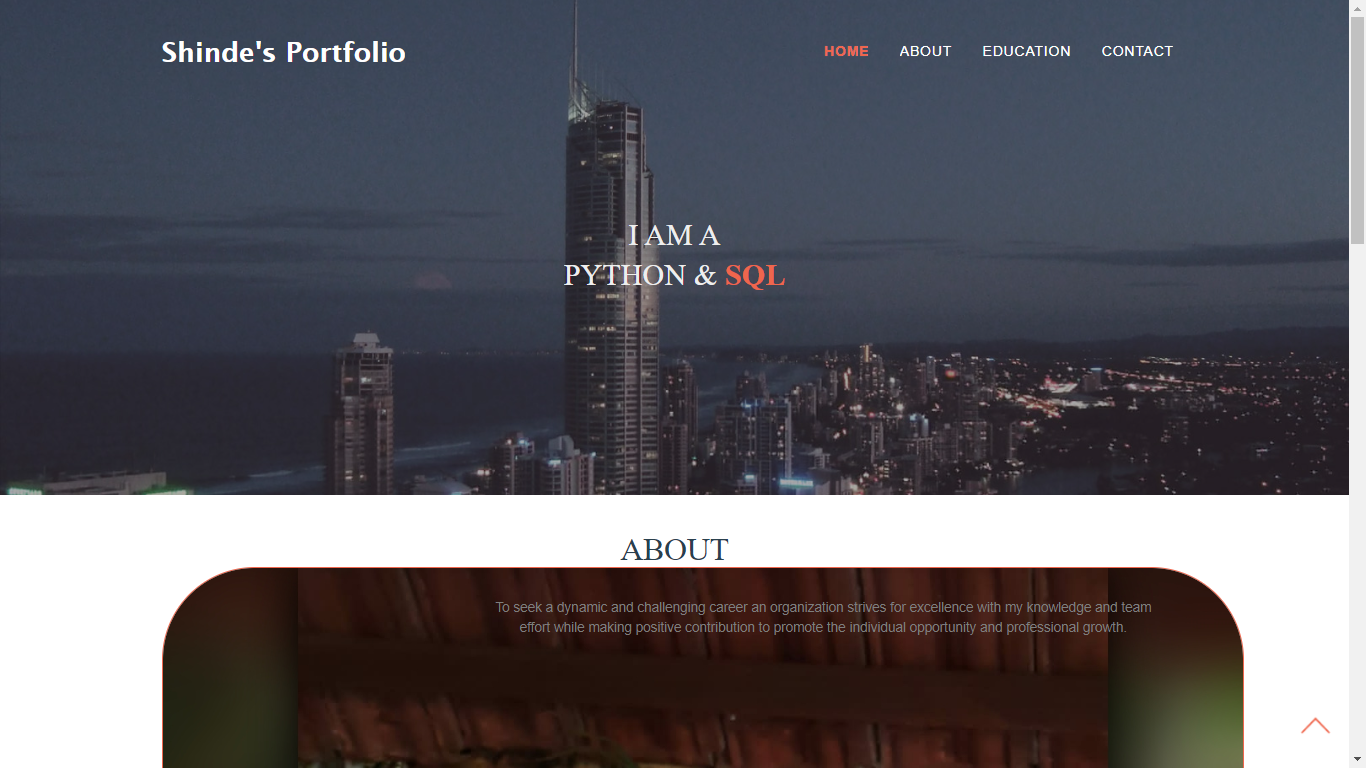 Shinde's Portfolio
HOME ABOUT EDUCATION CONTACT
I AM A
PYTHON & SQL
ABOUT
To seek a dynamic and challenging career an organization strives for excellence with my knowledge and team
effort while making positive contribution to promote the individual opportunity and professional growth.